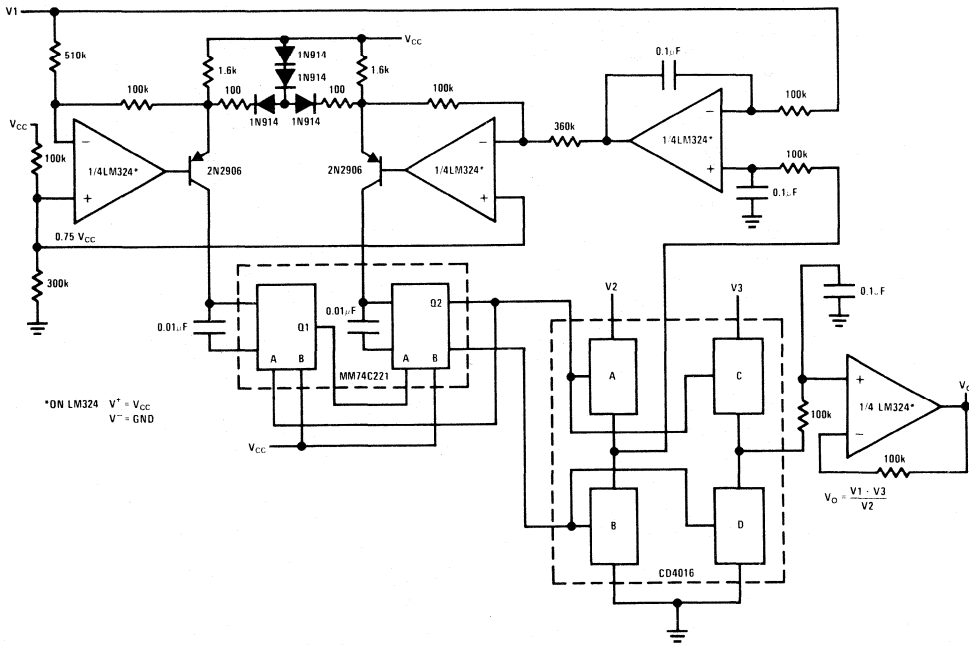 V1
510k
VCC
1N914
1N914
1.6k
1.6k
0.1µF
100k
100
100
100k
100k
1N914
1N914
VCC
100k
−
1/4LM324*
+
2N2906
2N2906
−
1/4LM324*
+
360k
−
1/4LM324*
+
100k
0.1µF
0.75 VCC
300k
0.01µF
Q1
A
B
0.01µF
Q2
A
B
MM74C221
V2
V3
0.1µF
A
C
B
D
CD4016
+
1/4 LM324*
−
100k
100k
VO
*ON LM324 V+ = VCC
V− = GND
VCC
VO = V1 · V3
V2